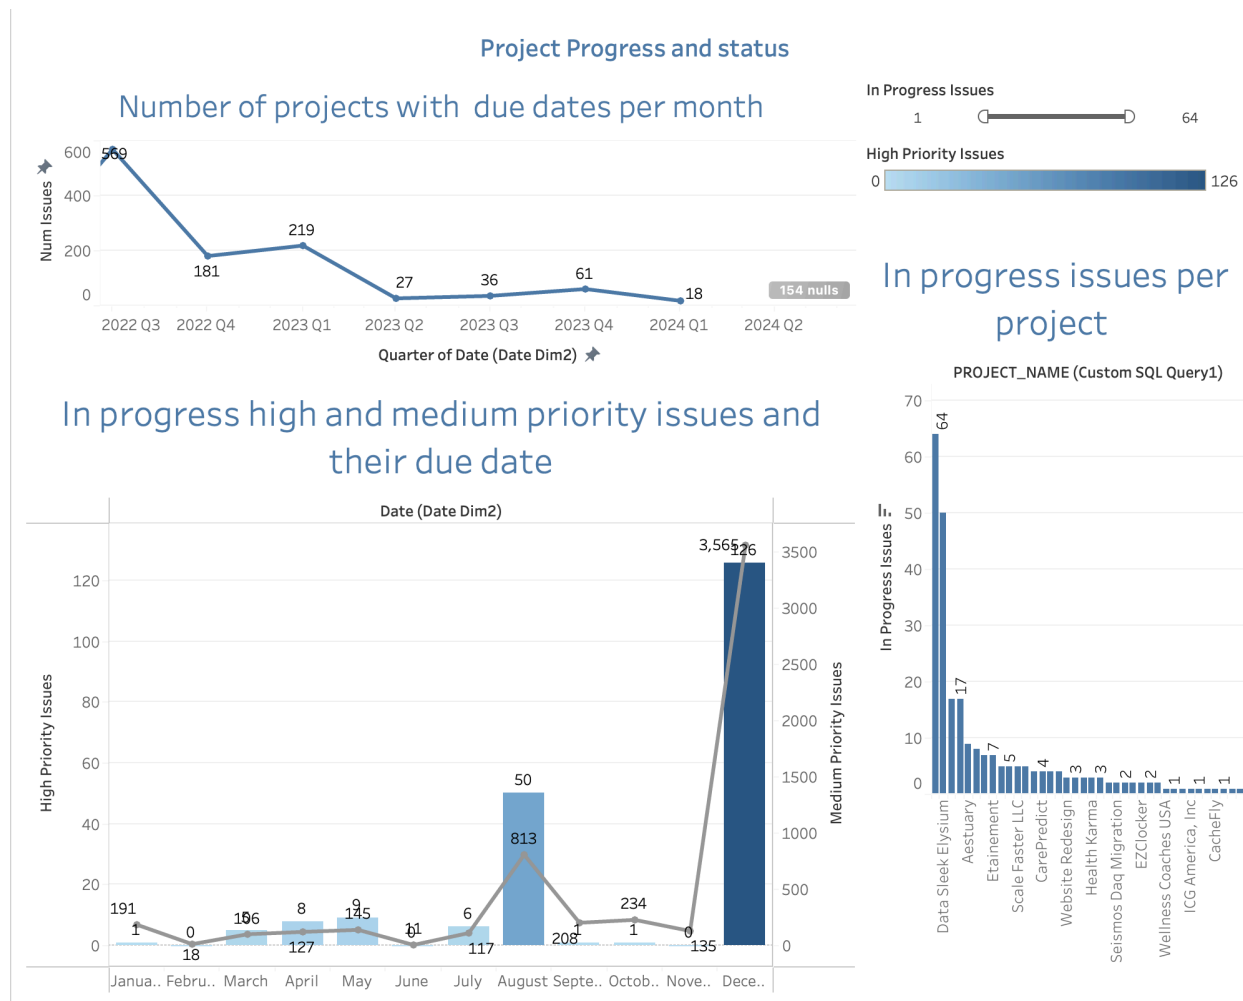 Project Progress and status
Number of projects with due dates per month
Num Issues
600
400
200
0
569
181
219
27
36
61
18
154 nulls
2022 Q3 2022 Q4 2023 Q1 2023 Q2 2023 Q3 2023 Q4 2024 Q1 2024 Q2
Quarter of Date (Date Dim2)
In Progress Issues
1 64
High Priority Issues
0 126
In progress high and medium priority issues and
their due date
Date (Date Dim2)
High Priority Issues
120
100
80
60
40
20
0
3,565
126
50
813
191
1
0
18
106
8
127
9
145
11
6
117
208
1
234
1
0
135
3500
3000
2500
2000
1500
1000
500
0
Medium Priority Issues
Janua.. Febru.. March April May June July August Septe.. Octob.. Nove.. Dece..
In progress issues per
project
PROJECT_NAME (Custom SQL Query1)
In Progress Issues
70
60
50
40
30
20
10
0
64
17
7
5
4
3
3
2
2
1
1
1
Data Sleek Elysium
Aestuary
Etainement
Scale Faster LLC
CarePredict
Website Redesign
Health Karma
Seismos Daq Migration
EZClocker
Wellness Coaches USA
ICG America, Inc
CacheFly